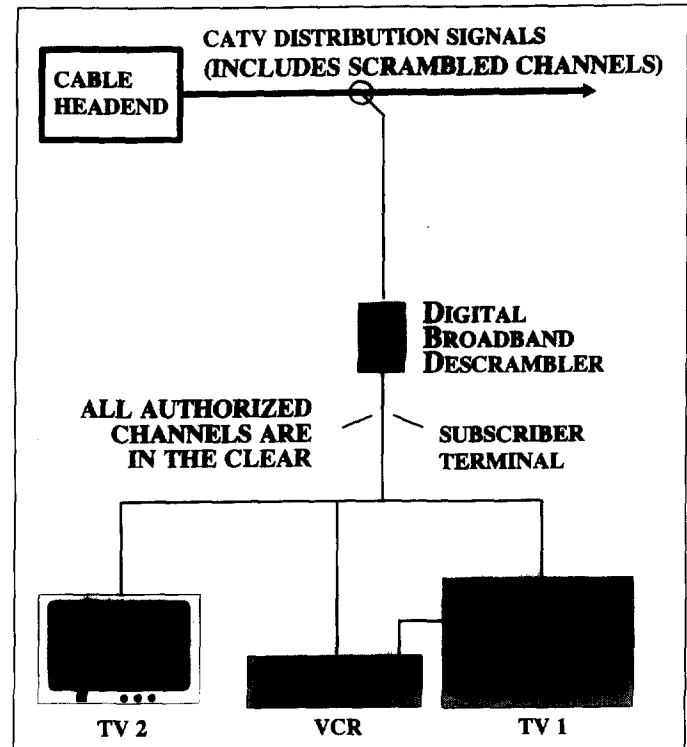 CATV DISTRIBUTION SIGNALS
(INCLUDES SCRAMBLED CHANNELS)
CABLE
HEADEND
DIGITAL
BROADBAND
DESCRAMBLER
ALL AUTHORIZED
CHANNELS ARE
IN THE CLEAR
SUBSCRIBER
TERMINAL
TV 2
VCR
TV 1